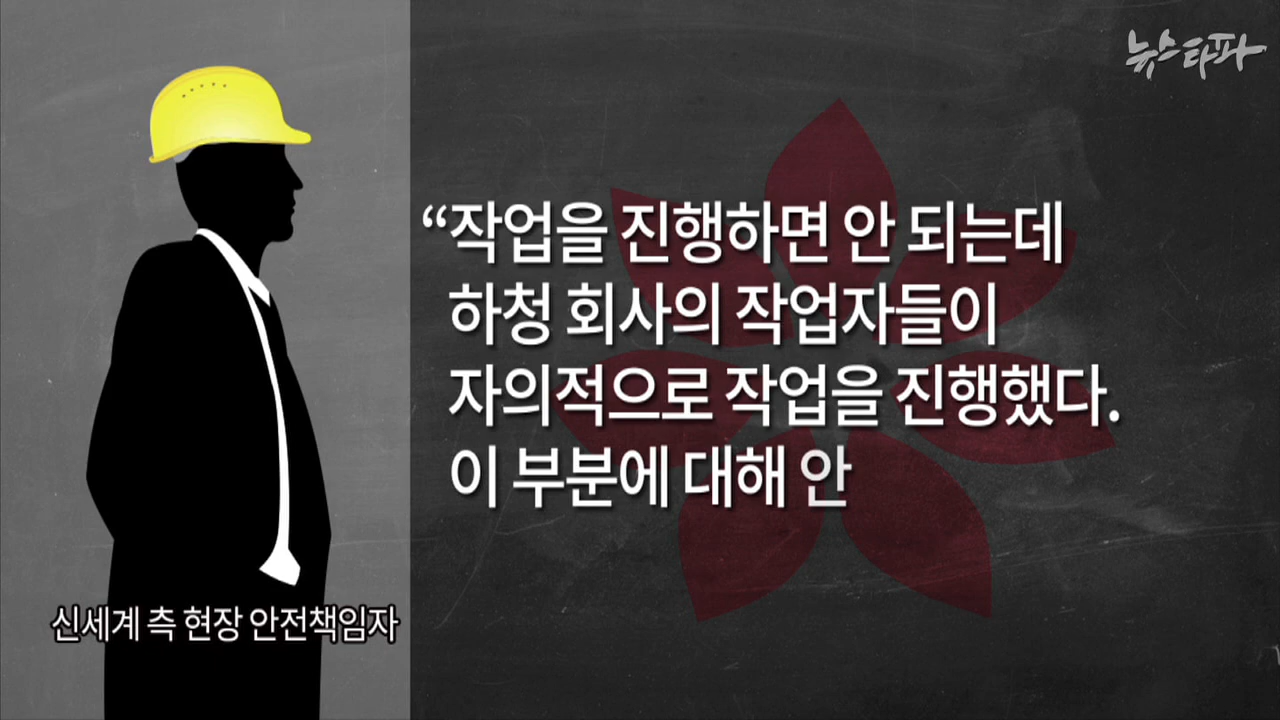 뉴스타파
“작업을 진행하면 안 되는데
하청 회사의 작업자들이
자의적으로 작업을 진행했다.
이 부분에 대해 안
신세계 측 현장 안전책임자